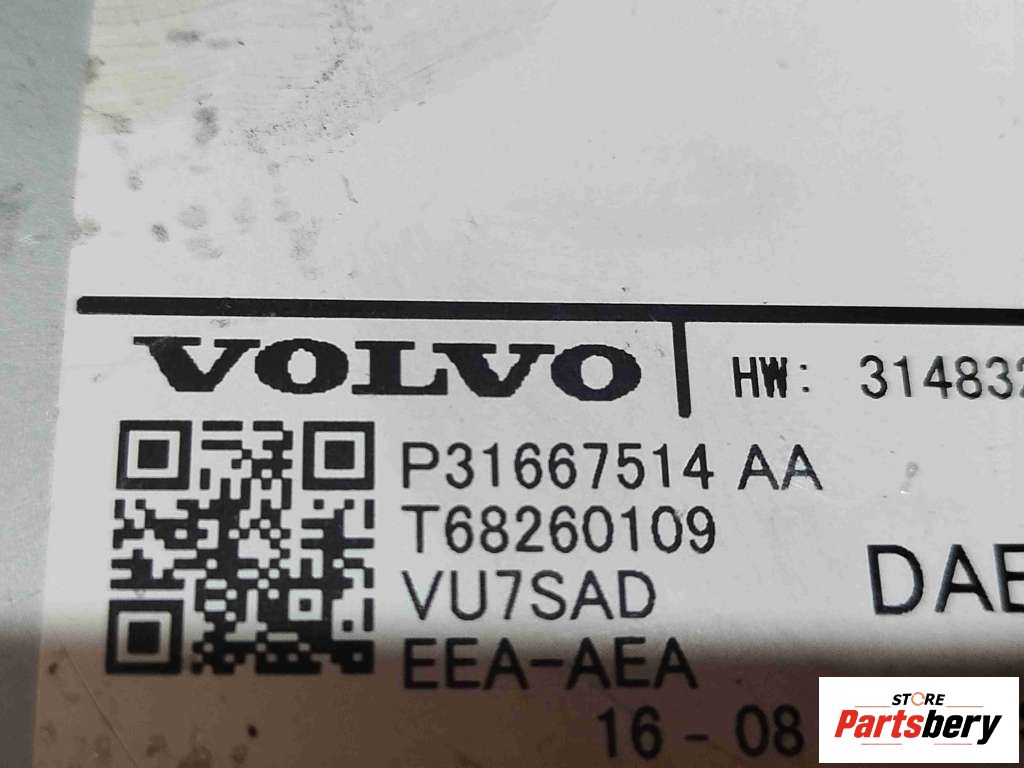 VOLVO
HW: 314832
P31667514 AA
T68260109
VU7SAD
DAB
EEA-AEA
16 - 08
STORE
Partsbery